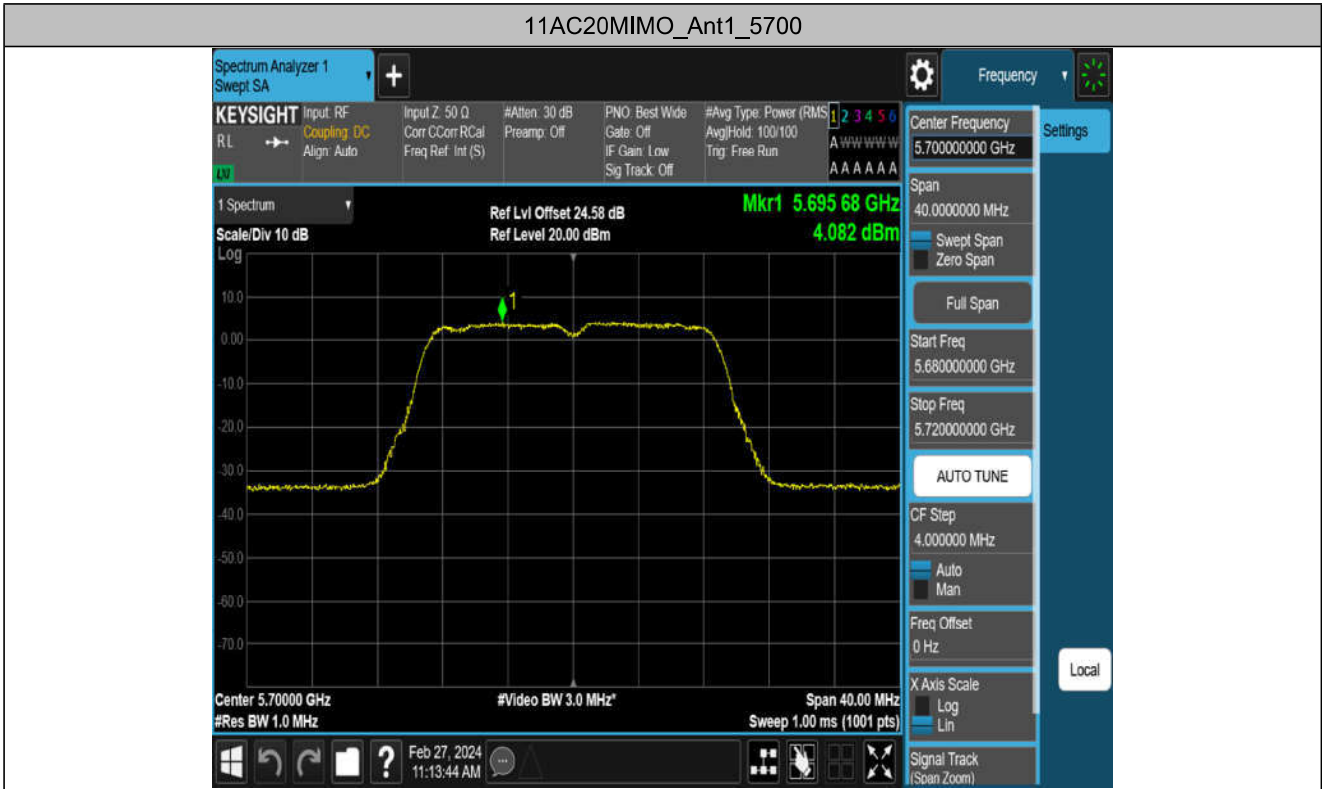 11AC20MIMO_Ant1_5700
Spectrum Analyzer 1
Swept SA
+
Frequency
KEYSIGHT
RL
LXI
Input: RF
Coupling: DC
Align: Auto
Input Z: 50 Ω
Corr CCorr RCal
Freq Ref: Int (S)
#Atten: 30 dB
Preamp: Off
PNO: Best Wide
Gate: Off
IF Gain: Low
Sig Track: Off
#Avg Type: Power (RMS
Avg|Hold: 100/100
Trig: Free Run
1 2 3 4 5 6
A W W W W W
A A A A A A
1 Spectrum
Scale/Div 10 dB
Log
Ref Lvl Offset 24.58 dB
Ref Level 20.00 dBm
Mkr1 5.695 68 GHz
4.082 dBm
1
10.0
0.00
-10.0
-20.0
-30.0
-40.0
-50.0
-60.0
-70.0
Center 5.70000 GHz
#Video BW 3.0 MHz*
Span 40.00 MHz
#Res BW 1.0 MHz
Sweep 1.00 ms (1001 pts)
Center Frequency
5.700000000 GHz
Settings
Span
40.0000000 MHz
Swept Span
Zero Span
Full Span
Start Freq
5.680000000 GHz
Stop Freq
5.720000000 GHz
AUTO TUNE
CF Step
4.000000 MHz
Auto
Man
Freq Offset
0 Hz
X Axis Scale
Log
Lin
Local
Signal Track
(Span Zoom)
?
Feb 27, 2024
11:13:44 AM